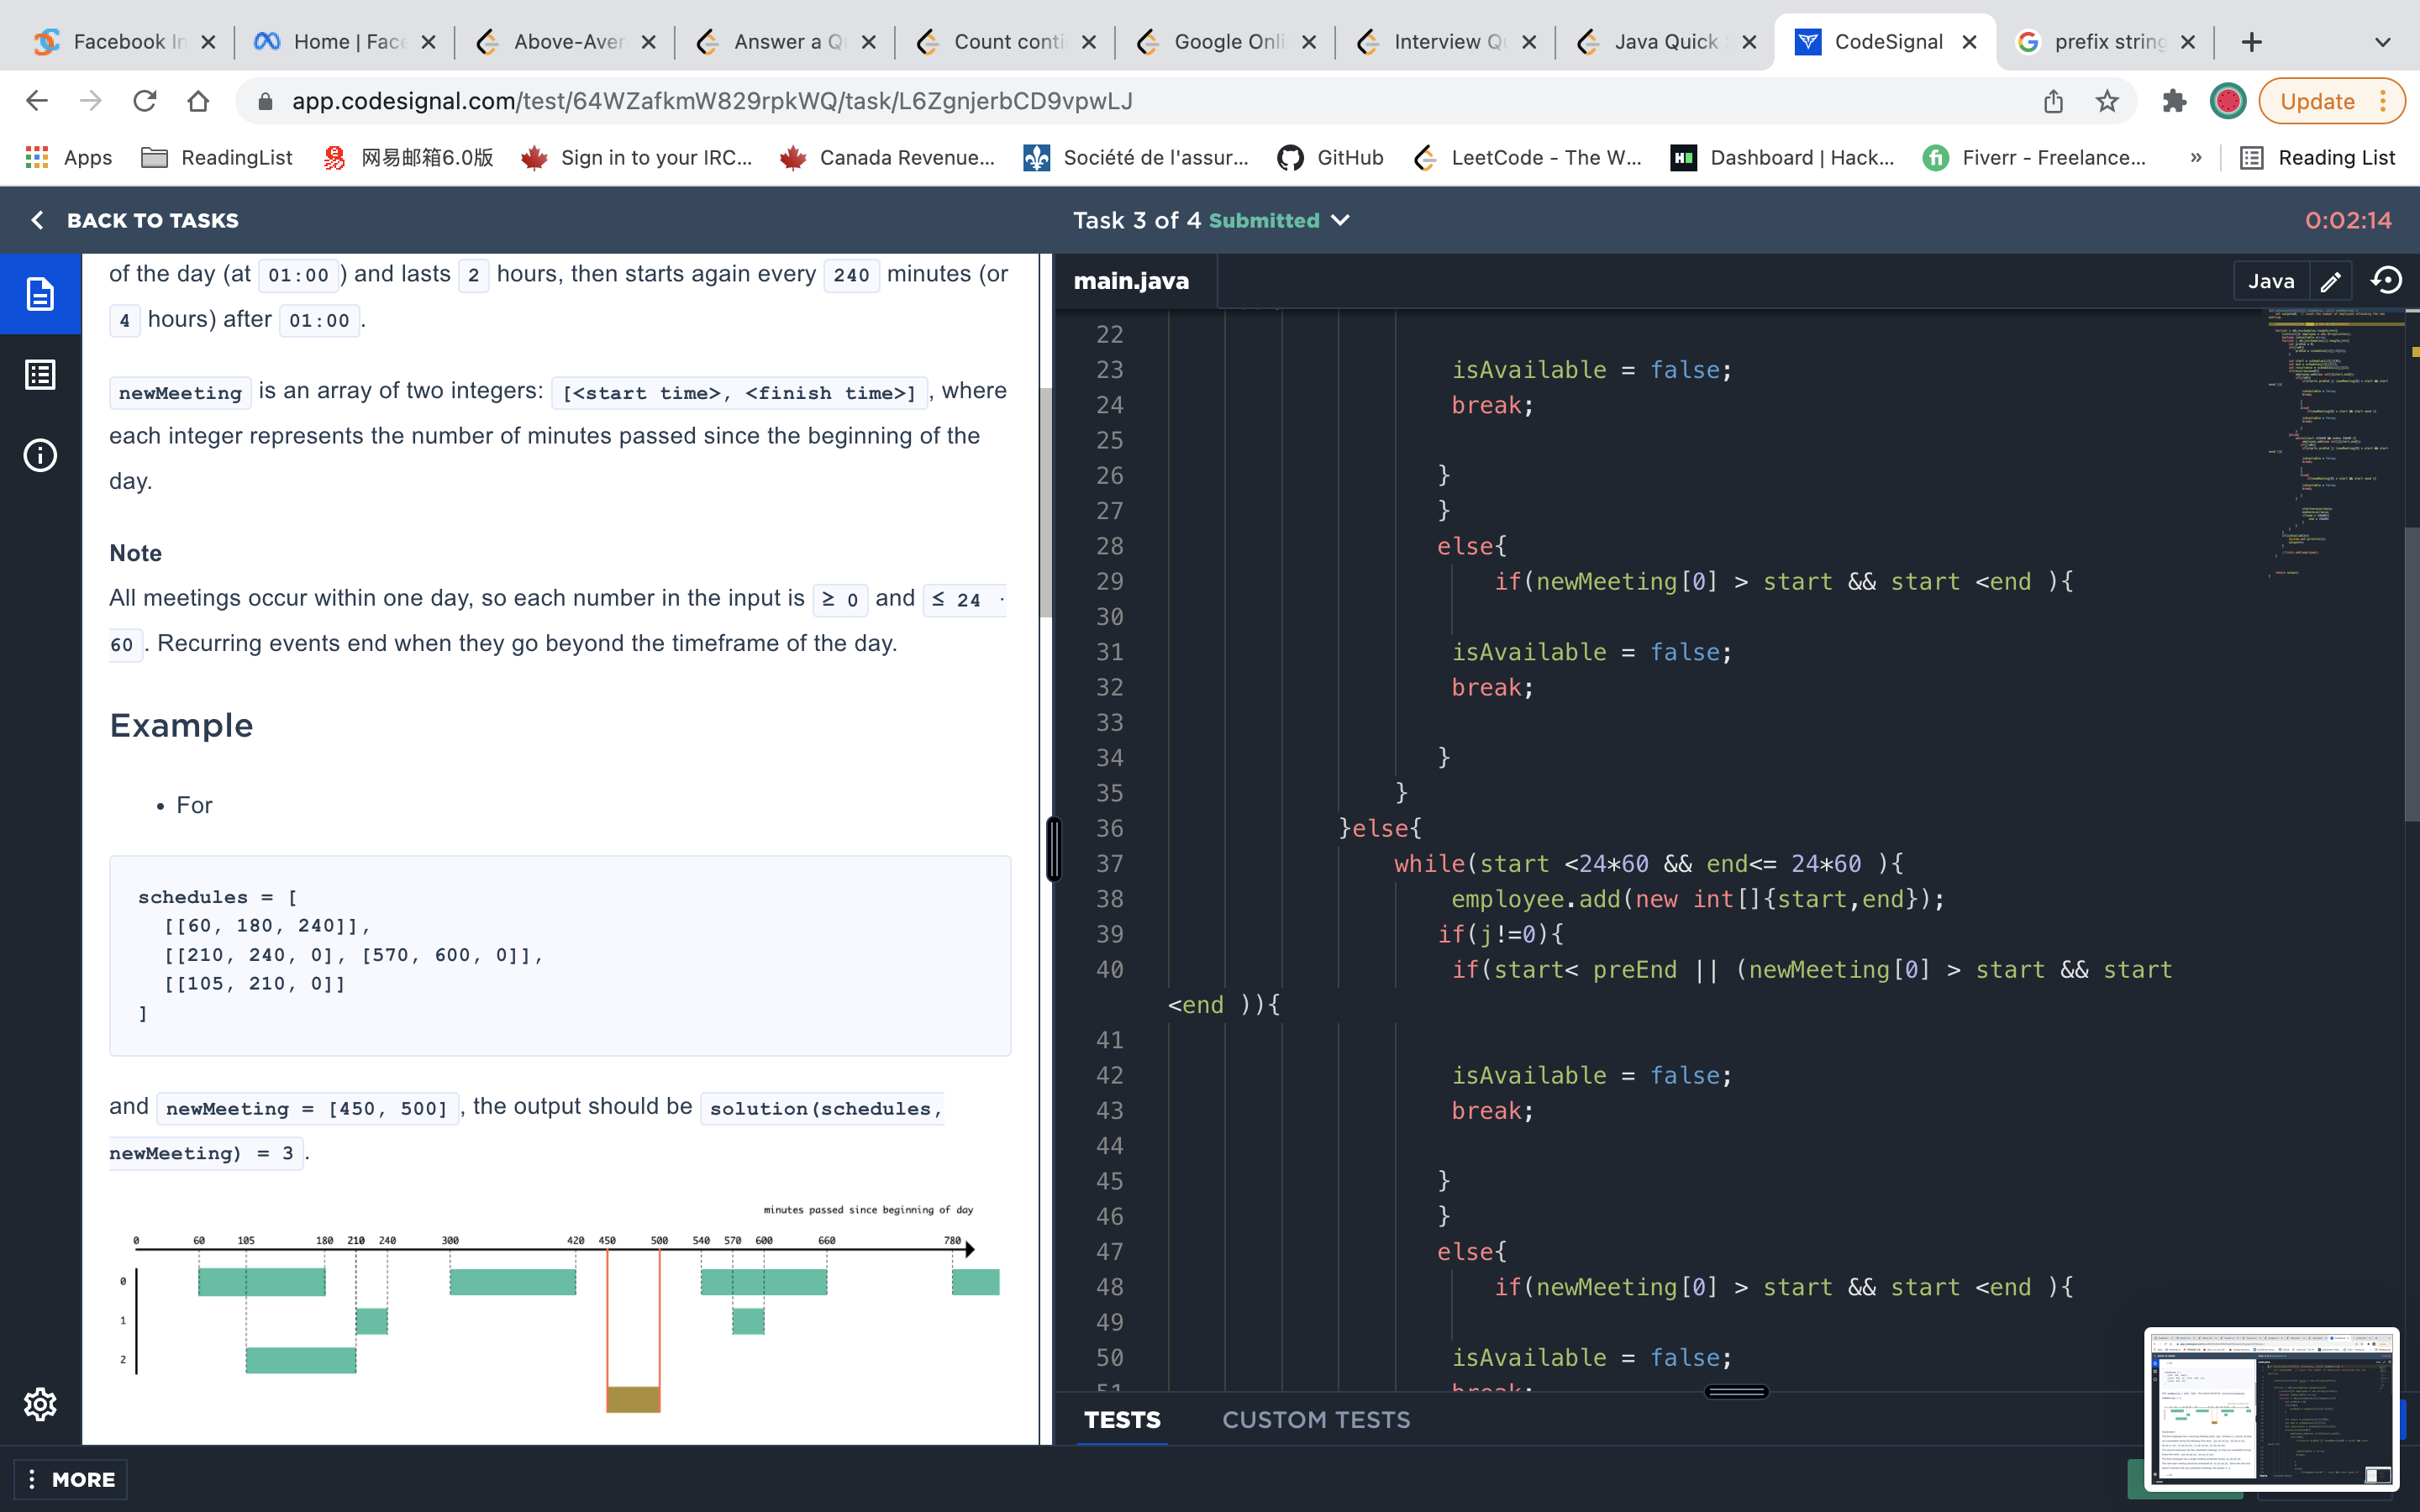 Facebook In
Home | Face
Above-Aver
Answer a Qu
Count conti
Google Onli
Interview Qu
Java Quick S
CodeSignal
prefix string
app.codesignal.com/test/64WZafkmW829rpkWQ/task/L6ZgnjerbCD9vpwLJ
Update
Apps
ReadingList
网易邮箱6.0版
Sign in to your IRC...
Canada Revenue...
Société de l'assur...
GitHub
LeetCode - The W...
Dashboard | Hack...
Fiverr - Freelance...
»
Reading List
BACK TO TASKS
Task 3 of 4 Submitted
0:02:14
of the day (at 01:00 ) and lasts 2 hours, then starts again every 240 minutes (or
4 hours) after 01:00 .
newMeeting is an array of two integers: [<start time>, <finish time>] , where
each integer represents the number of minutes passed since the beginning of the
day.
Note
All meetings occur within one day, so each number in the input is ≥ 0 and ≤ 24 ·
60 . Recurring events end when they go beyond the timeframe of the day.
Example
• For
schedules = [
[[60, 180, 240]],
[[210, 240, 0], [570, 600, 0]],
[[105, 210, 0]]
]
and newMeeting = [450, 500] , the output should be solution(schedules,
newMeeting) = 3 .
minutes passed since beginning of day
0 60 105 180 210 240 300 420 450 500 540 570 600 660 780
0
1
2
MORE
main.java
Java
22
23 isAvailable = false;
24 break;
25
26 }
27 }
28 else{
29 if(newMeeting[0] > start && start <end ){
30
31 isAvailable = false;
32 break;
33
34 }
35 }
36 }else{
37 while(start <24*60 && end<= 24*60 ){
38 employee.add(new int[]{start,end});
39 if(j!=0){
40 if(start< preEnd || (newMeeting[0] > start && start
<end )){
41
42 isAvailable = false;
43 break;
44
45 }
46 }
47 else{
48 if(newMeeting[0] > start && start <end ){
49
50 isAvailable = false;
51 break;
TESTS
CUSTOM TESTS